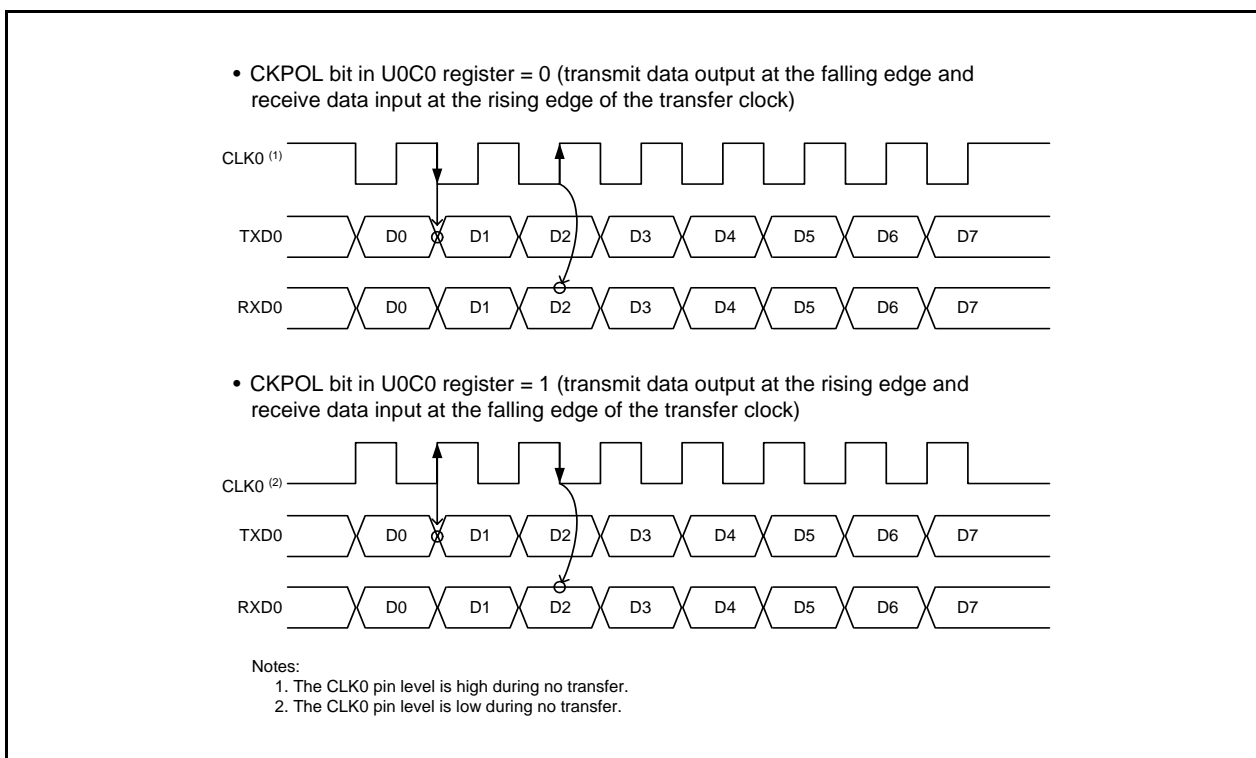 • CKPOL bit in U0C0 register = 0 (transmit data output at the falling edge and
receive data input at the rising edge of the transfer clock)
CLK0 (1)
TXD0 D0 D1 D2 D3 D4 D5 D6 D7
RXD0 D0 D1 D2 D3 D4 D5 D6 D7
• CKPOL bit in U0C0 register = 1 (transmit data output at the rising edge and
receive data input at the falling edge of the transfer clock)
CLK0 (2)
TXD0 D0 D1 D2 D3 D4 D5 D6 D7
RXD0 D0 D1 D2 D3 D4 D5 D6 D7
Notes:
1. The CLK0 pin level is high during no transfer.
2. The CLK0 pin level is low during no transfer.